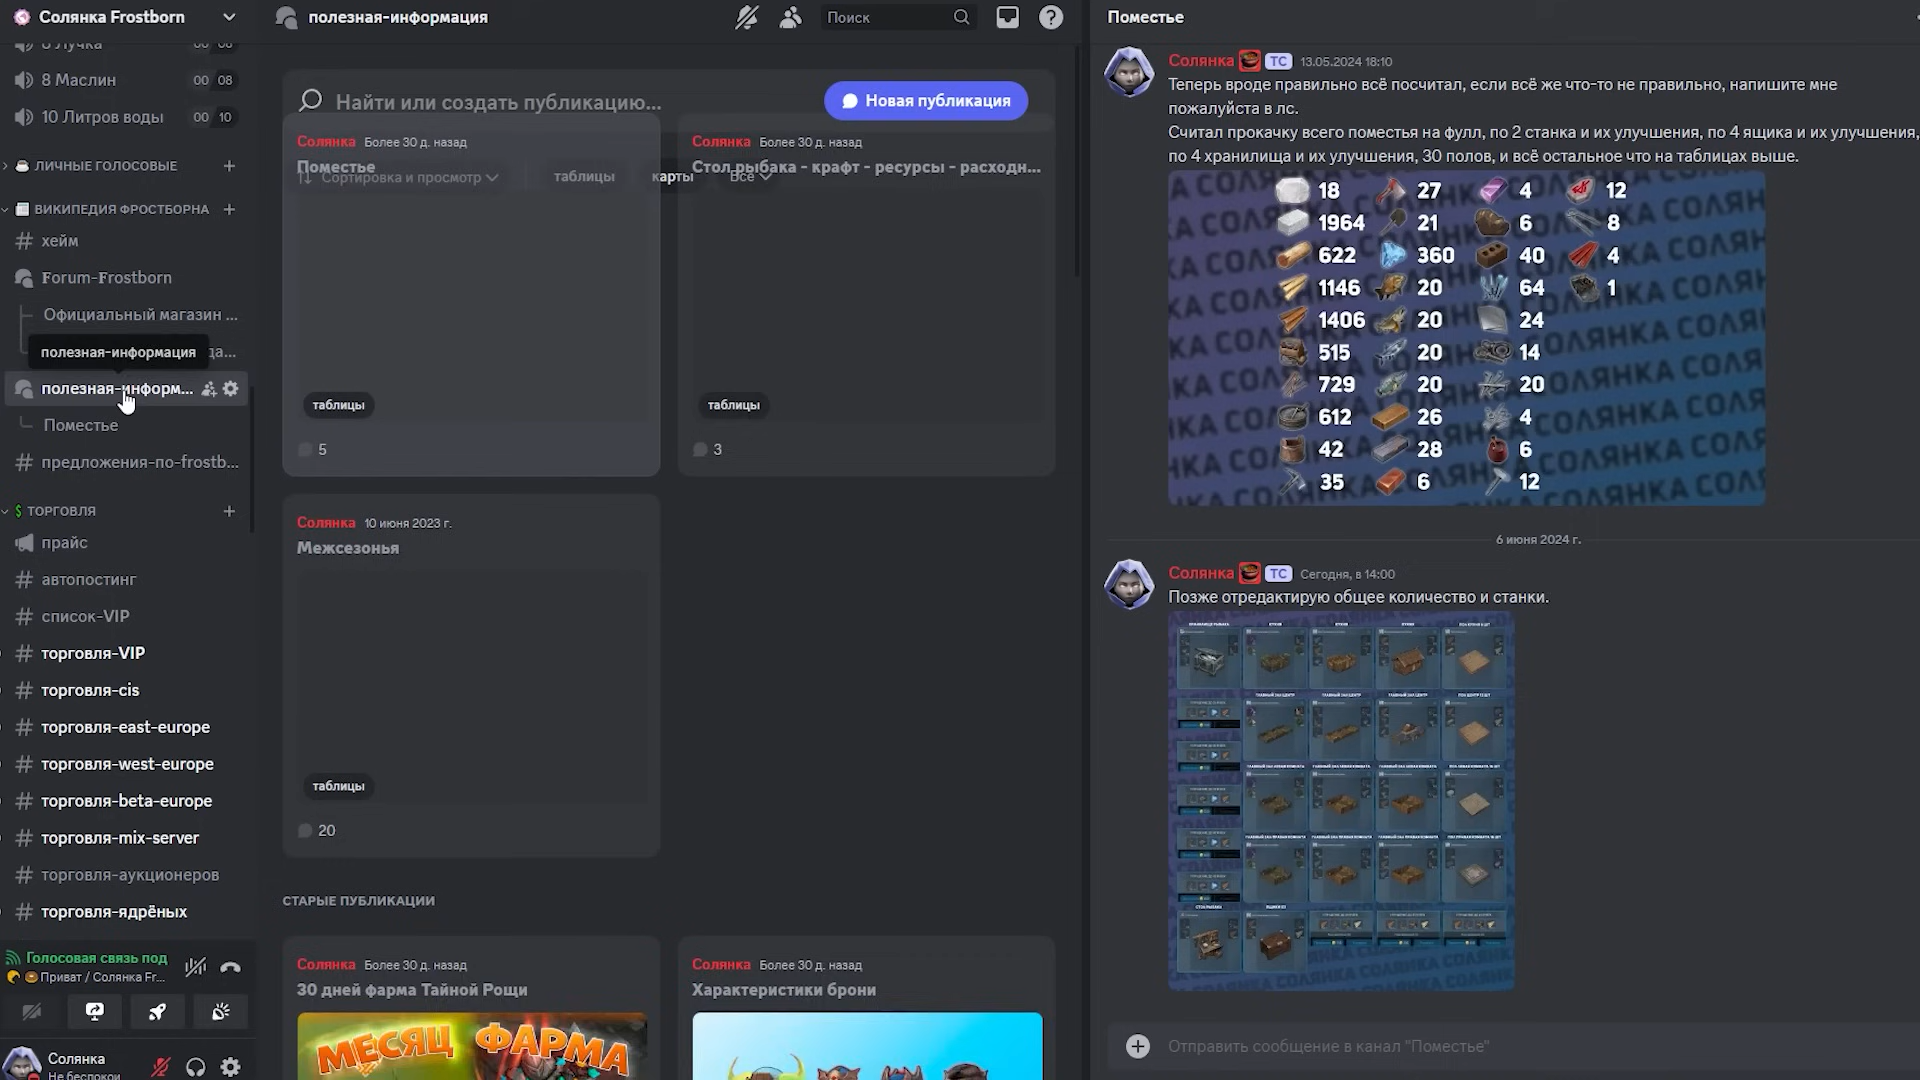 Солянка Frostborn
8 Лучка
00 08
8 Маслин
00 08
10 Литров воды
00 10
ЛИЧНЫЕ ГОЛОСОВЫЕ
ВИКИПЕДИЯ ФРОСТБОРНА
хейм
Forum-Frostborn
Официальный магазин ...
полезная-информация
да...
полезная-информ...
Поместье
предложения-по-frostb...
$ ТОРГОВЛЯ
прайс
автопостинг
список-VIP
торговля-VIP
торговля-cis
торговля-east-europe
торговля-west-europe
торговля-beta-europe
торговля-mix-server
торговля-аукционеров
торговля-ядрёных
Голосовая связь под
Приват / Солянка Fr...
Солянка
Не беспокои
полезная-информация
Поиск
Найти или создать публикацию...
Новая публикация
Сортировка и просмотр
таблицы
карты
Все
Солянка Более 30 д. назад
Поместье
таблицы
5
Солянка Более 30 д. назад
Стол рыбака - крафт - ресурсы - расходн...
таблицы
3
Солянка 10 июня 2023 г.
Межсезонья
таблицы
20
СТАРЫЕ ПУБЛИКАЦИИ
Солянка Более 30 д. назад
30 дней фарма Тайной Рощи
МЕСЯЦ ФАРМА
Солянка Более 30 д. назад
Характеристики брони
Поместье
Солянка ТС 13.05.2024 18:10
Теперь вроде правильно всё посчитал, если всё же что-то не правильно, напишите мне
пожалуйста в лс.
Считал прокачку всего поместья на фулл, по 2 станка и их улучшения, по 4 ящика и их улучшения,
по 4 хранилища и их улучшения, 30 полов, и всё остальное что на таблицах выше.
18 27 4 12
1964 21 6 8
622 360 40 4
1146 20 64 1
1406 20 24
515 20 14
729 20 20
612 26 4
42 28 6
35 6 12
6 июня 2024 г.
Солянка ТС Сегодня, в 14:00
Позже отредактирую общее количество и станки.
Отправить сообщение в канал "Поместье"